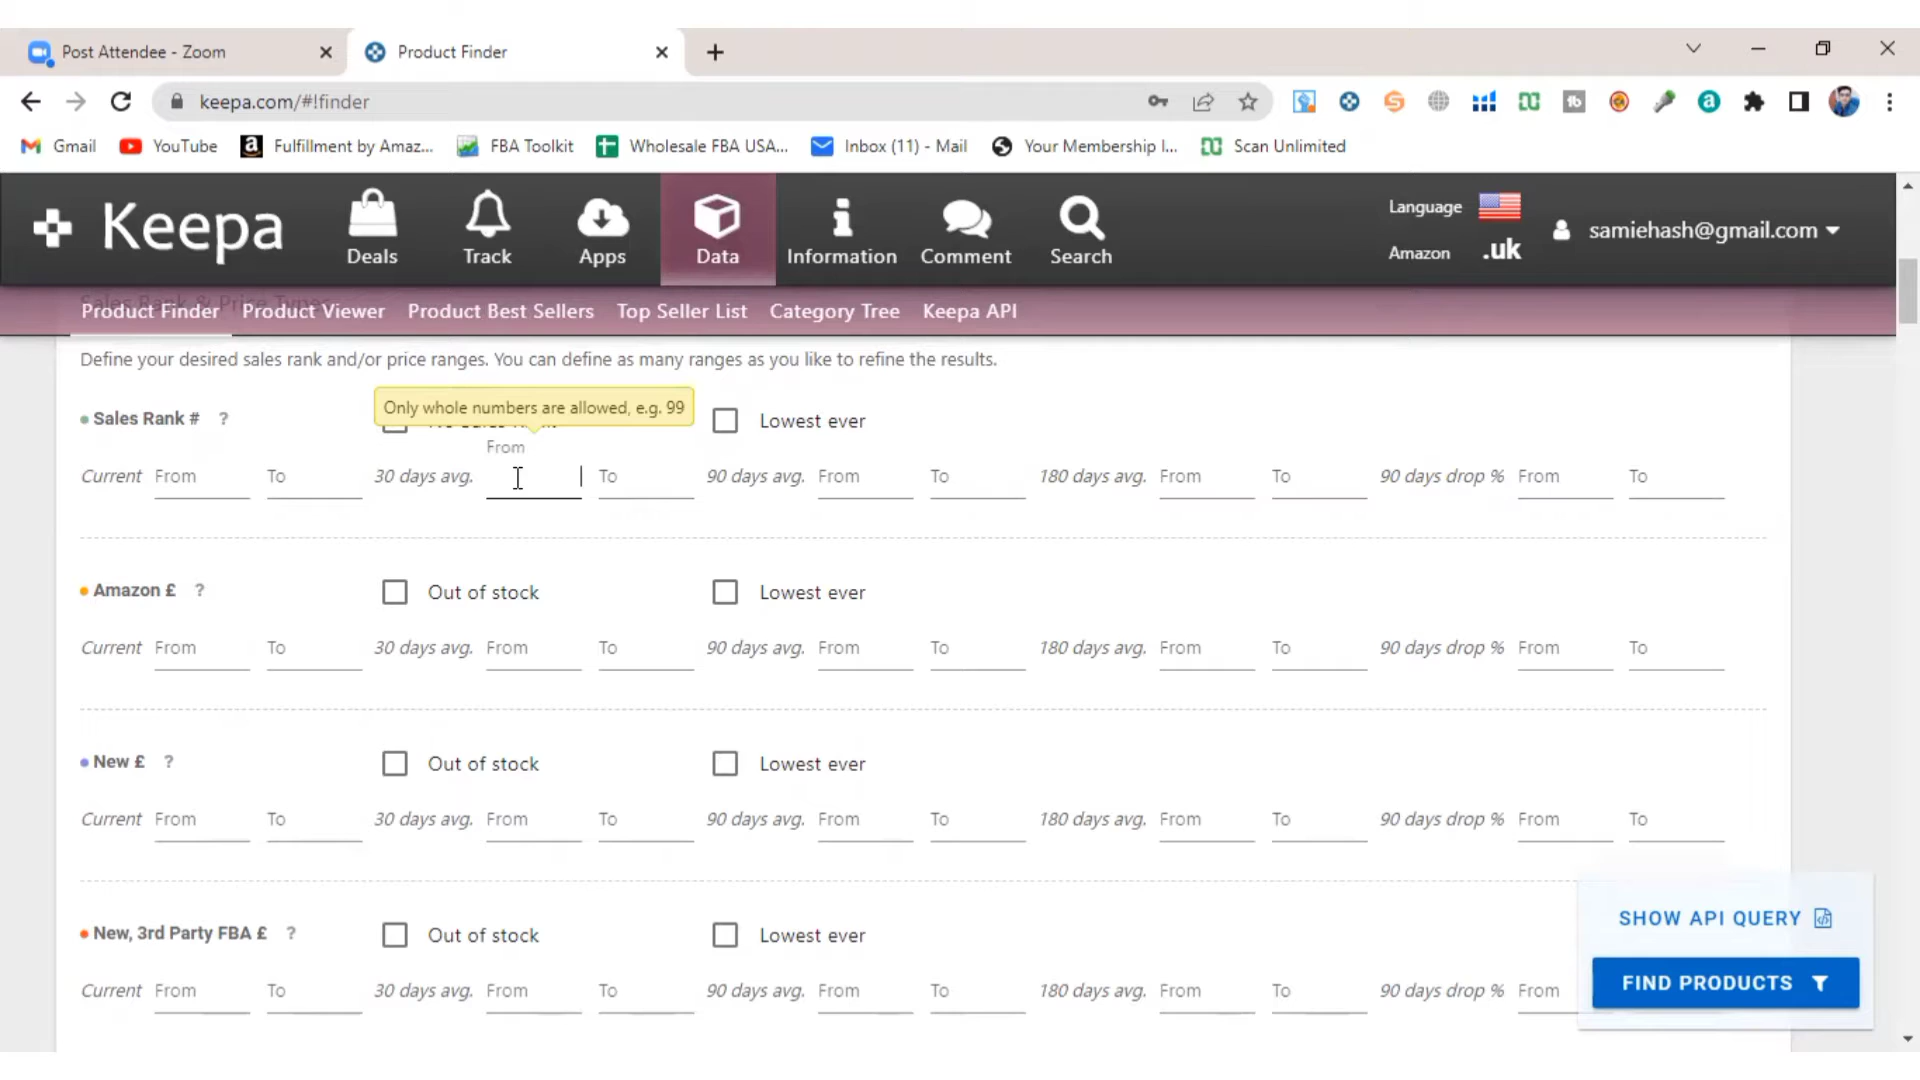 Post Attendee - Zoom
Product Finder
keepa.com/#!finder
Gmail
YouTube
Fulfillment by Amaz...
FBA Toolkit
Wholesale FBA USA...
Inbox (11) - Mail
Your Membership I...
Scan Unlimited
Keepa
Deals
Track
Apps
Data
Information
Comment
Search
Language
Amazon .uk
samiehash@gmail.com
Sales Rank & Price Types
Product Finder Product Viewer Product Best Sellers Top Seller List Category Tree Keepa API
Define your desired sales rank and/or price ranges. You can define as many ranges as you like to refine the results.
Only whole numbers are allowed, e.g. 99
Sales Rank # ? Lowest ever
From
Current From To 30 days avg. To 90 days avg. From To 180 days avg. From To 90 days drop % From To
Amazon £ ? Out of stock Lowest ever
Current From To 30 days avg. From To 90 days avg. From To 180 days avg. From To 90 days drop % From To
New £ ? Out of stock Lowest ever
Current From To 30 days avg. From To 90 days avg. From To 180 days avg. From To 90 days drop % From To
New, 3rd Party FBA £ ? Out of stock Lowest ever
Current From To 30 days avg. From To 90 days avg. From To 180 days avg. From To 90 days drop % From
SHOW API QUERY
FIND PRODUCTS